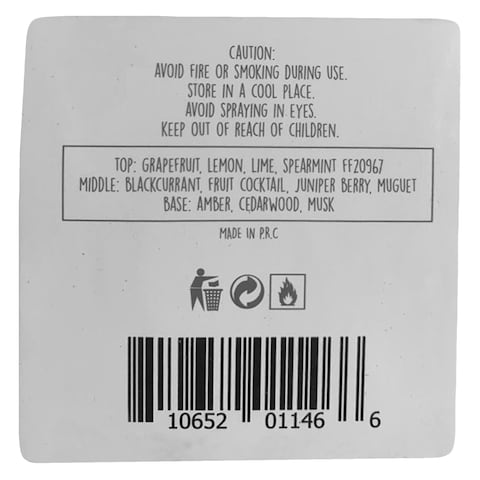 CAUTION:
AVOID FIRE OR SMOKING DURING USE.
STORE IN A COOL PLACE.
AVOID SPRAYING IN EYES.
KEEP OUT OF REACH OF CHILDREN.
TOP: GRAPEFRUIT, LEMON, LIME, SPEARMINT FF20967
MIDDLE: BLACKCURRANT, FRUIT COCKTAIL, JUNIPER BERRY, MUGUET
BASE: AMBER, CEDARWOOD, MUSK
MADE IN P.R.C
10652 01146 6